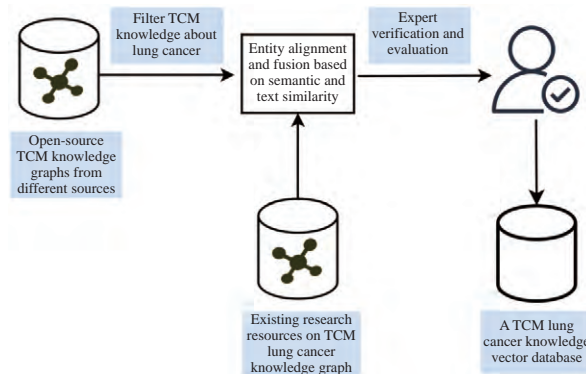 Filter TCM
knowledge about
lung cancer
Expert
verification and
evaluation
Entity alignment
and fusion based
on semantic and
text similarity
Open-source
TCM knowledge
graphs from
different sources
Existing research
resources on TCM
lung cancer
knowledge graph
A TCM lung
cancer knowledge
vector database